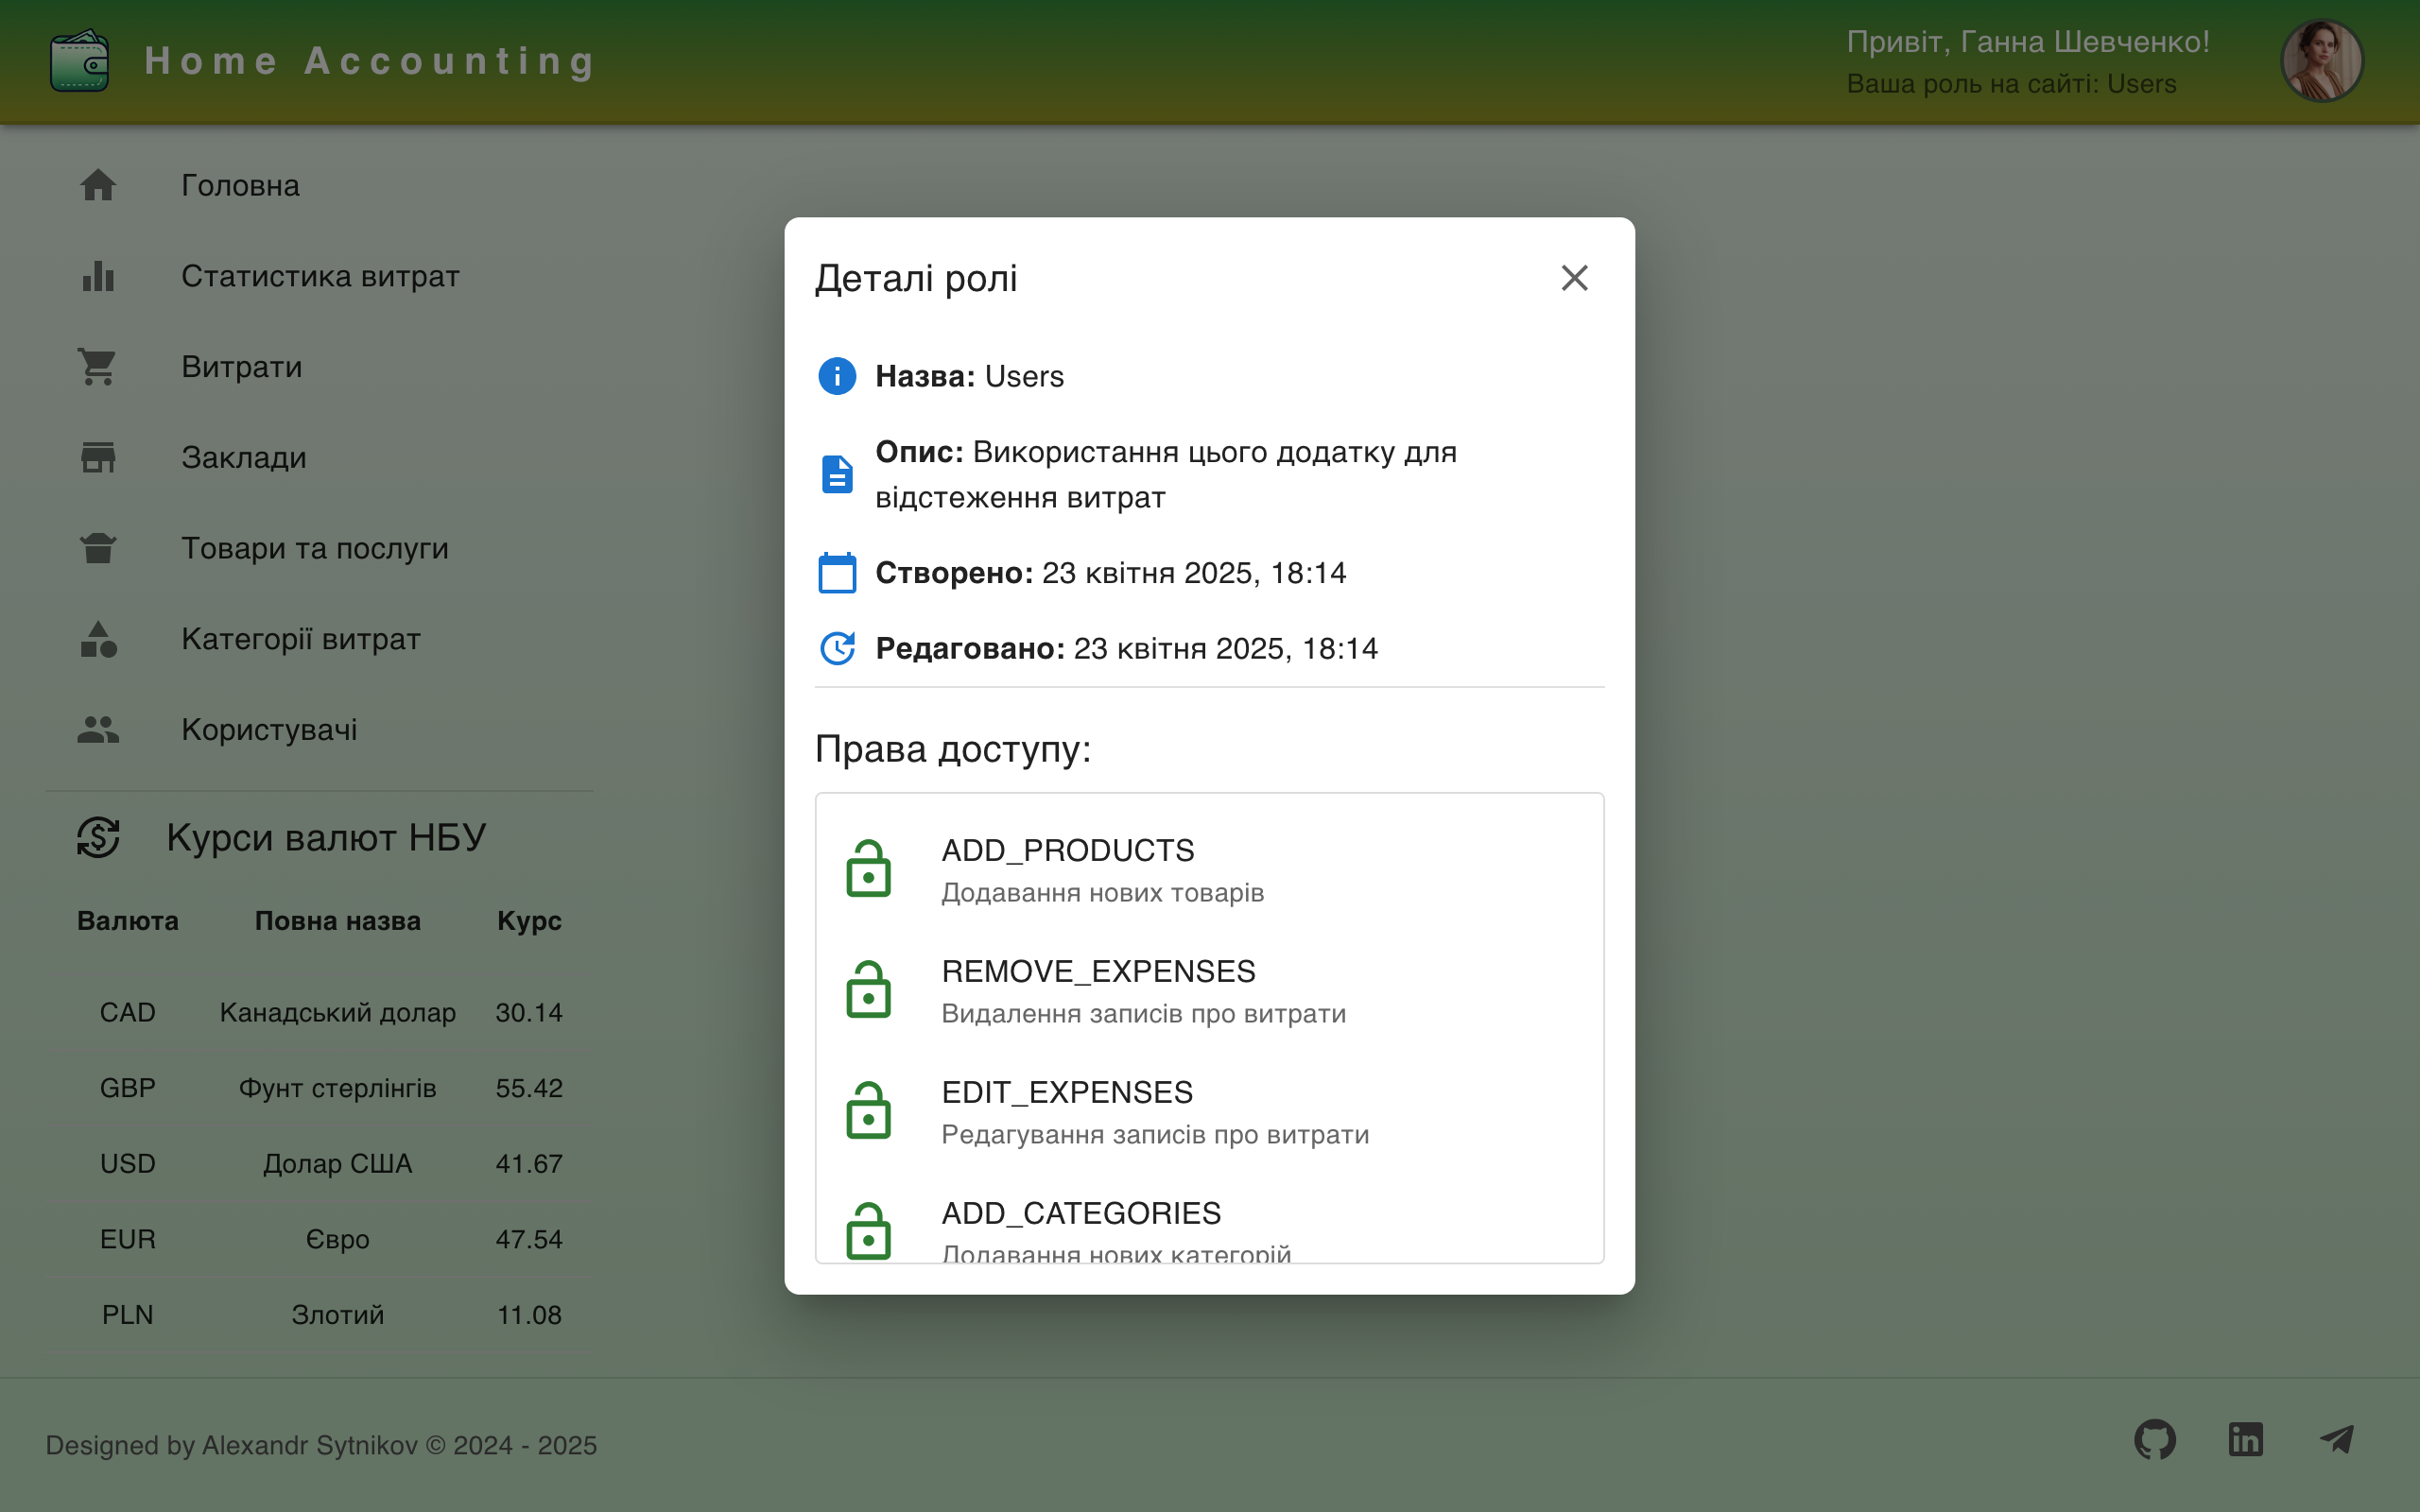 Home Accounting
Привіт, Ганна Шевченко!
Ваша роль на сайті: Users
Головна
Статистика витрат
Витрати
Заклади
Товари та послуги
Категорії витрат
Користувачі
Курси валют НБУ
Валюта Повна назва Курс
CAD Канадський долар 30.14
GBP Фунт стерлінгів 55.42
USD Долар США 41.67
EUR Євро 47.54
PLN Злотий 11.08
Деталі ролі
Назва: Users
Опис: Використання цього додатку для
відстеження витрат
Створено: 23 квітня 2025, 18:14
Редаговано: 23 квітня 2025, 18:14
Права доступу:
ADD_PRODUCTS
Додавання нових товарів
REMOVE_EXPENSES
Видалення записів про витрати
EDIT_EXPENSES
Редагування записів про витрати
ADD_CATEGORIES
Додавання нових категорій
Designed by Alexandr Sytnikov © 2024 - 2025